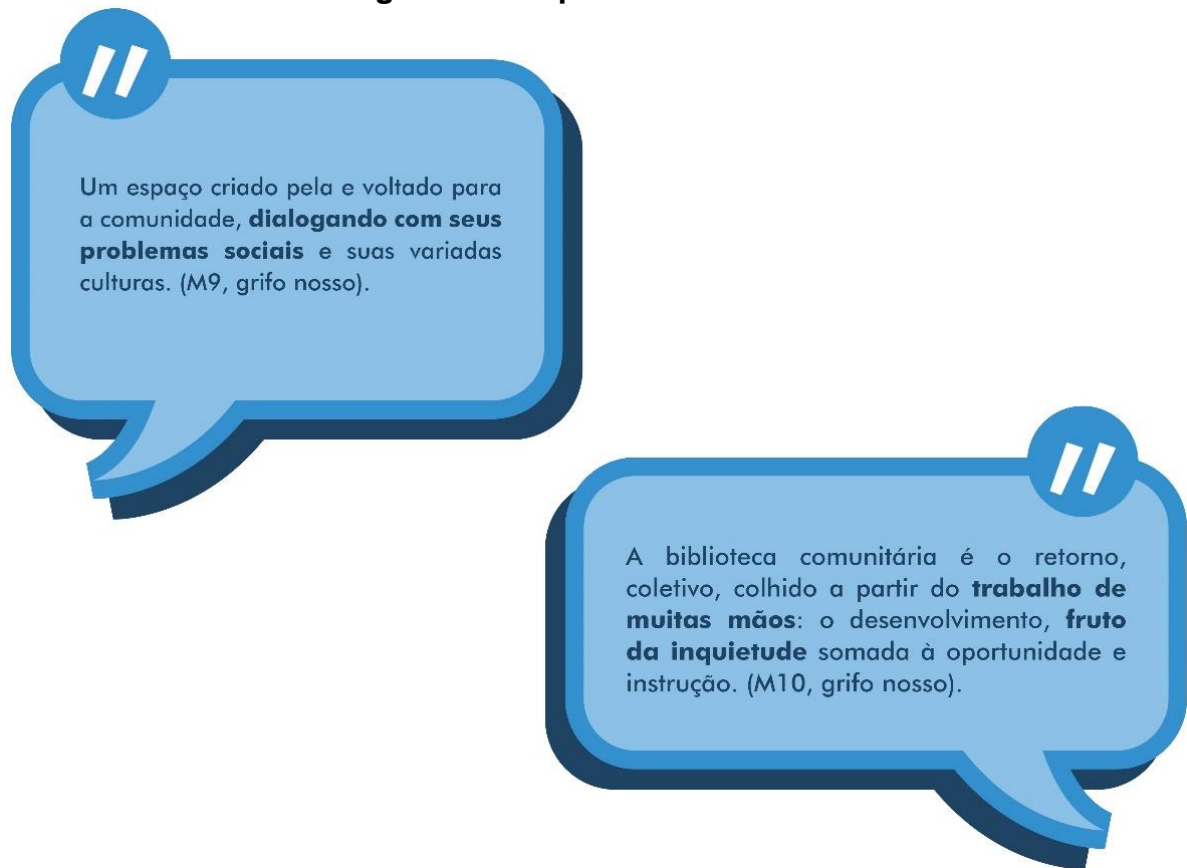 Um espaço criado pela e voltado para
a comunidade, dialogando com seus
problemas sociais e suas variadas
culturas. (M9, grifo nosso).
A biblioteca comunitária é o retorno,
coletivo, colhido a partir do trabalho de
muitas mãos: o desenvolvimento, fruto
da inquietude somada à oportunidade e
instrução. (M10, grifo nosso).